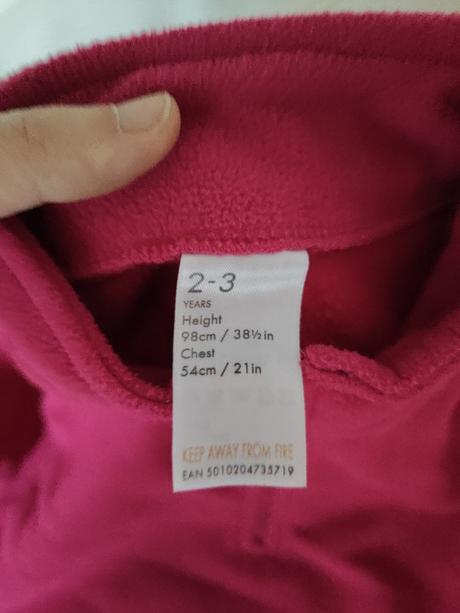 2-3
YEARS
Height
98cm / 38½in
Chest
54cm / 21in
KEEP AWAY FROM FIRE
EAN 5010204735719